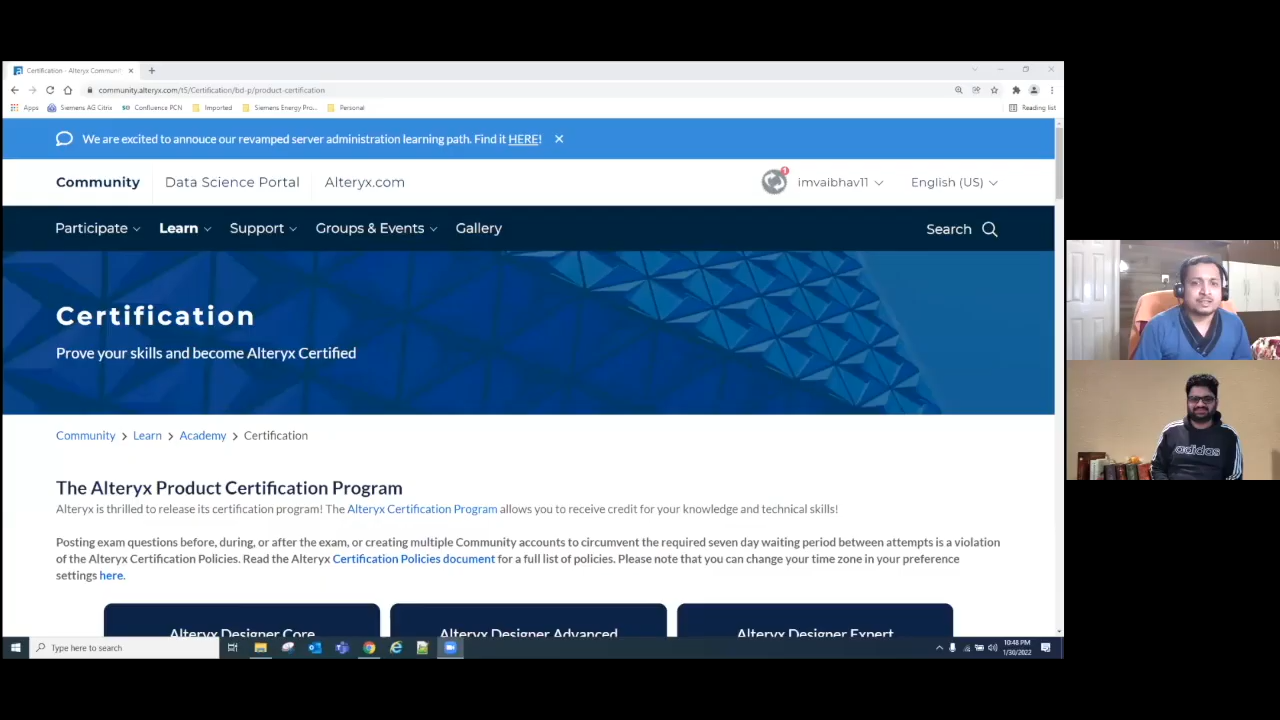 Certification - Alteryx Communit
community.alteryx.com/t5/Certification/bd-p/product-certification
Apps Siemens AG Citrix Confluence PCN Imported Siemens Energy Pro... Personal Reading list
We are excited to annouce our revamped server administration learning path. Find it HERE!
Community Data Science Portal Alteryx.com imvaibhav11 English (US)
Participate Learn Support Groups & Events Gallery Search
Certification
Prove your skills and become Alteryx Certified
Community > Learn > Academy > Certification
The Alteryx Product Certification Program
Alteryx is thrilled to release its certification program! The Alteryx Certification Program allows you to receive credit for your knowledge and technical skills!
Posting exam questions before, during, or after the exam, or creating multiple Community accounts to circumvent the required seven day waiting period between attempts is a violation
of the Alteryx Certification Policies. Read the Alteryx Certification Policies document for a full list of policies. Please note that you can change your time zone in your preference
settings here.
Alteryx Designer Core Alteryx Designer Advanced Alteryx Designer Expert
Type here to search
10:48 PM
1/30/2022
adidas